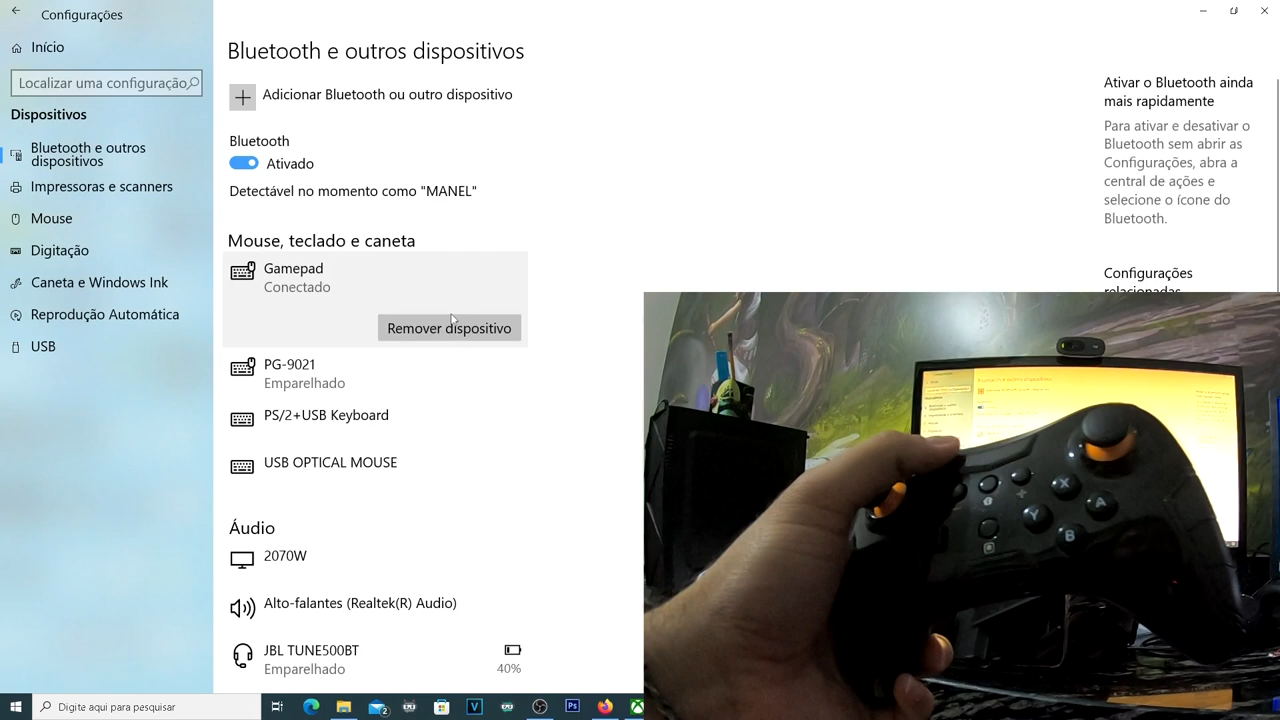 Configurações
Início
Localizar uma configuração
Dispositivos
Bluetooth e outros
dispositivos
Impressoras e scanners
Mouse
Digitação
Caneta e Windows Ink
Reprodução Automática
USB
Bluetooth e outros dispositivos
Adicionar Bluetooth ou outro dispositivo
Bluetooth
Ativado
Detectável no momento como "MANEL"
Mouse, teclado e caneta
Gamepad
Conectado
Remover dispositivo
PG-9021
Emparelhado
PS/2+USB Keyboard
USB OPTICAL MOUSE
Áudio
2070W
Alto-falantes (Realtek(R) Audio)
JBL TUNE500BT
Emparelhado
40%
Ativar o Bluetooth ainda
mais rapidamente
Para ativar e desativar o
Bluetooth sem abrir as
Configurações, abra a
central de ações e
selecione o ícone do
Bluetooth.
Configurações
relacionadas
X
A
Y
B
Digite aqui para pesquisar
2
V
Ps